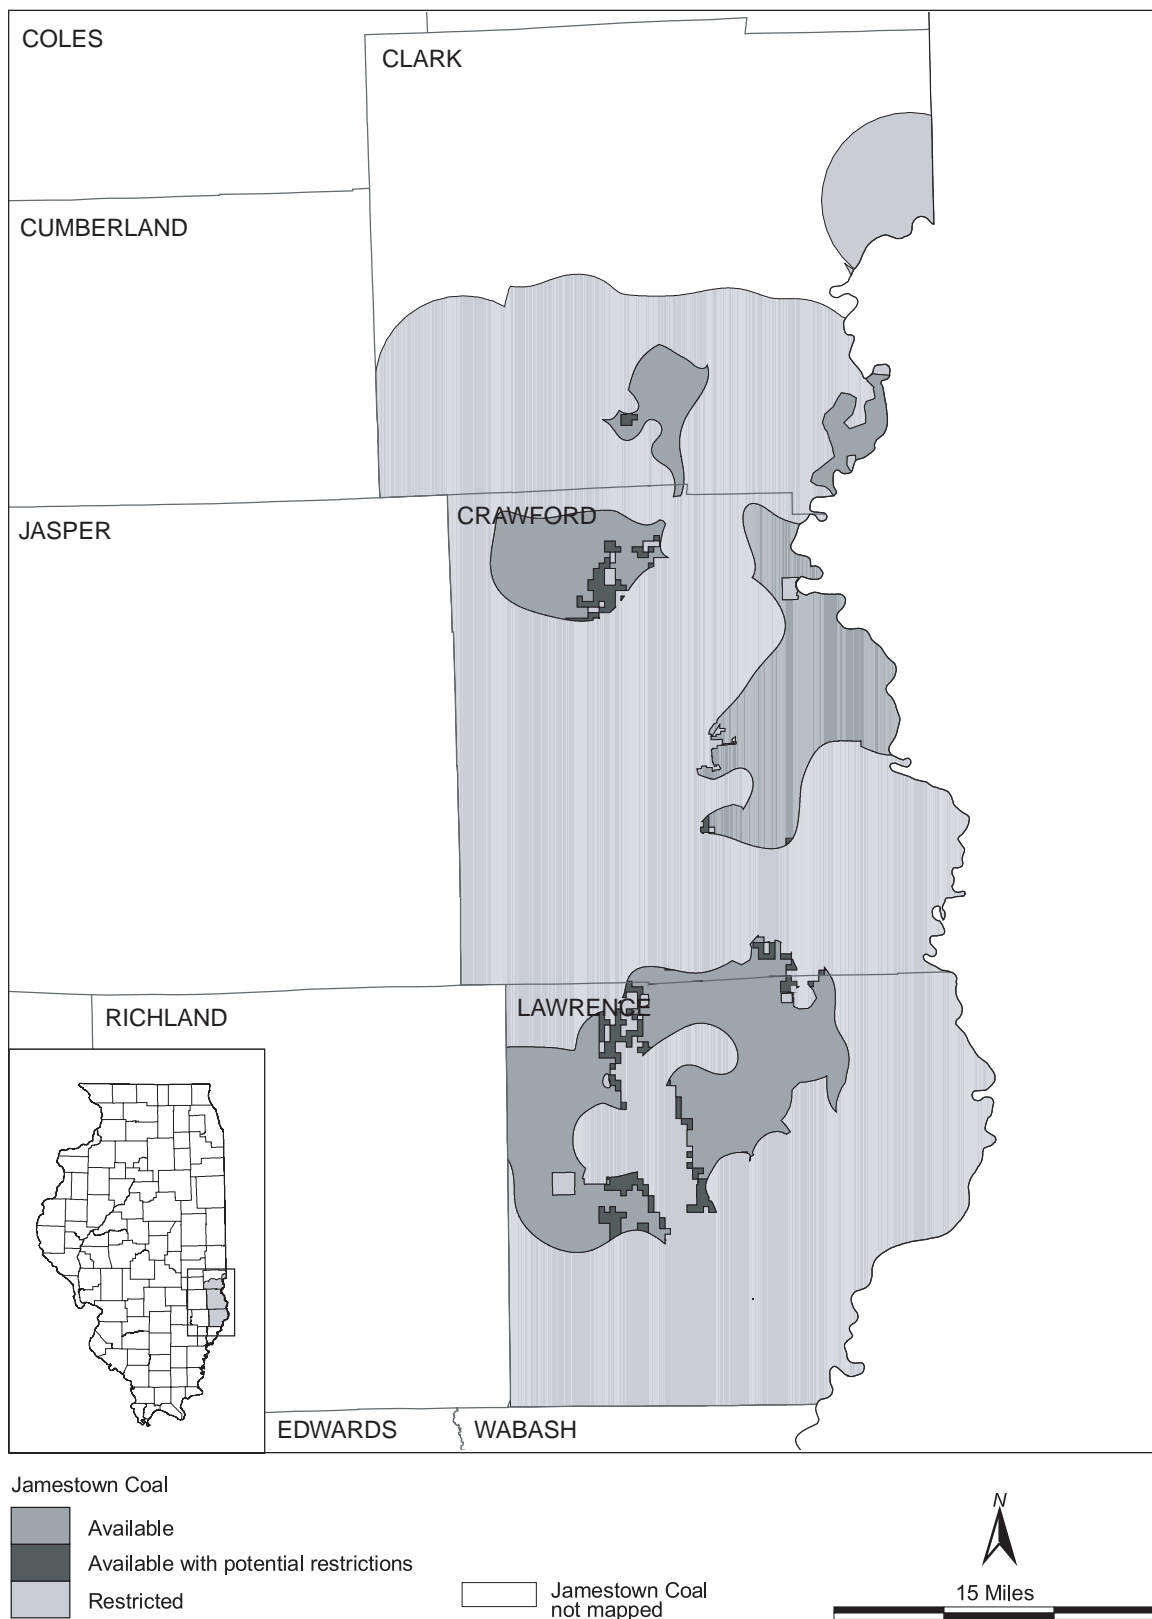 COLES
CLARK
CUMBERLAND
JASPER
CRAWFORD
RICHLAND
LAWRENCE
EDWARDS
WABASH
Jamestown Coal
Available
Available with potential restrictions
Restricted
Jamestown Coal
not mapped
N
15 Miles